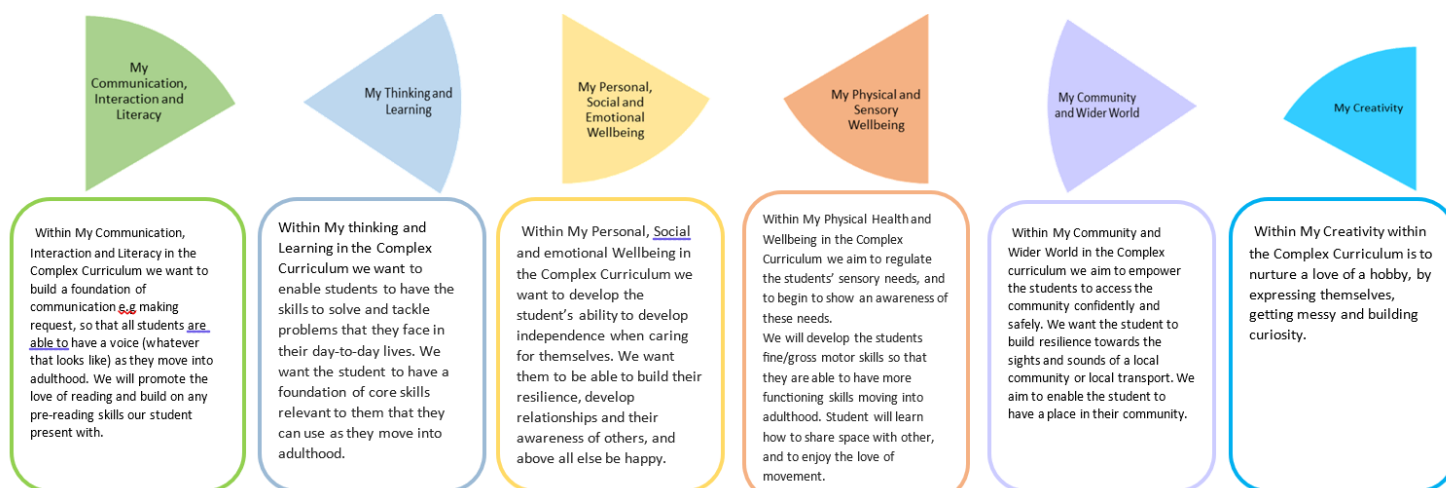 My
Communication,
Interaction and
Literacy
My Thinking and
Learning
My Personal,
Social and
Emotional
Wellbeing
My Physical and
Sensory
Wellbeing
My Community
and Wider World
My Creativity
Within My Communication,
Interaction and Literacy in the
Complex Curriculum we want to
build a foundation of
communication e.g making
request, so that all students are
able to have a voice (whatever
that looks like) as they move into
adulthood. We will promote the
love of reading and build on any
pre-reading skills our student
present with.
Within My thinking and
Learning in the Complex
Curriculum we want to
enable students to have the
skills to solve and tackle
problems that they face in
their day-to-day lives. We
want the student to have a
foundation of core skills
relevant to them that they
can use as they move into
adulthood.
Within My Personal, Social
and emotional Wellbeing in
the Complex Curriculum we
want to develop the
student's ability to develop
independence when caring
for themselves. We want
them to be able to build their
resilience, develop
relationships and their
awareness of others, and
above all else be happy.
Within My Physical Health and
Wellbeing in the Complex
Curriculum we aim to regulate
the students' sensory needs, and
to begin to show an awareness of
these needs.
We will develop the students
fine/gross motor skills so that
they are able to have more
functioning skills moving into
adulthood. Student will learn
how to share space with other,
and to enjoy the love of
movement.
Within My Community and
Wider World in the Complex
curriculum we aim to empower
the students to access the
community confidently and
safely. We want the student to
build resilience towards the
sights and sounds of a local
community or local transport. We
aim to enable the student to
have a place in their community.
Within My Creativity within
the Complex Curriculum is to
nurture a love of a hobby, by
expressing themselves,
getting messy and building
curiosity.